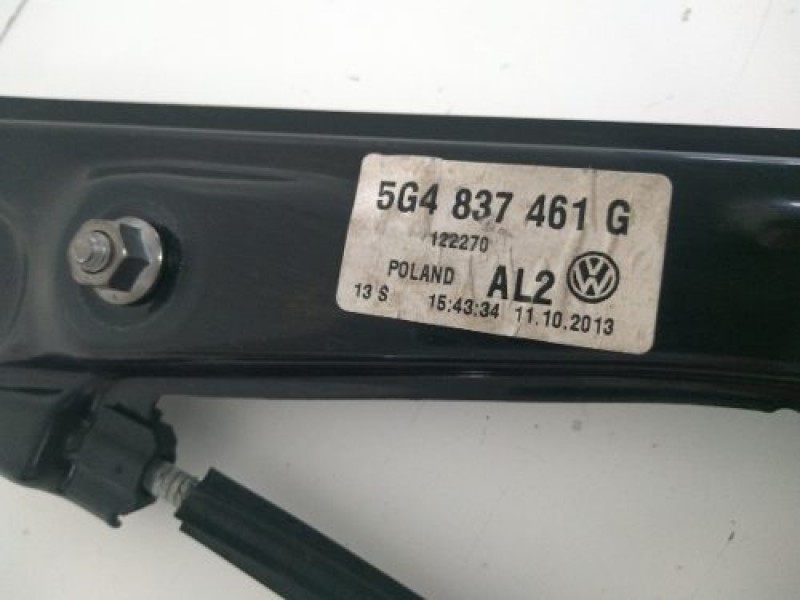 5G4 837 461 G
122270
POLAND AL2
13 S 15:43:34 11.10.2013